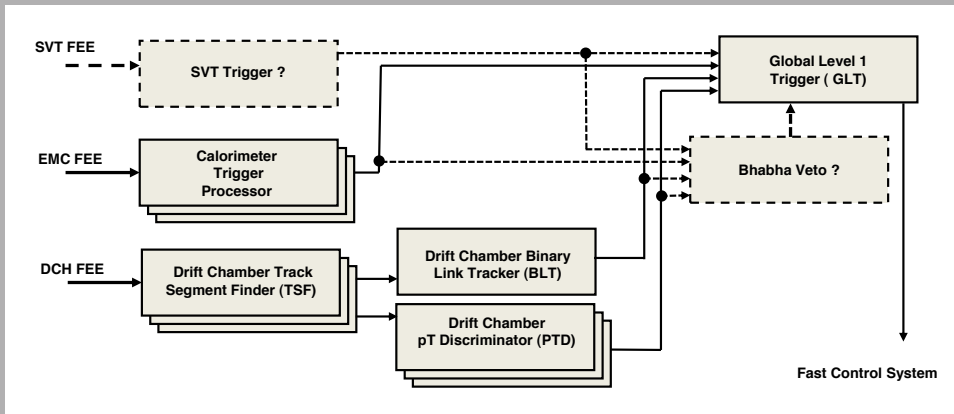 SVT FEE
SVT Trigger ?
Global Level 1
Trigger ( GLT)
EMC FEE
Calorimeter
Trigger
Processor
Bhabha Veto ?
DCH FEE
Drift Chamber Track
Segment Finder (TSF)
Drift Chamber Binary
Link Tracker (BLT)
Drift Chamber
pT Discriminator (PTD)
Fast Control System